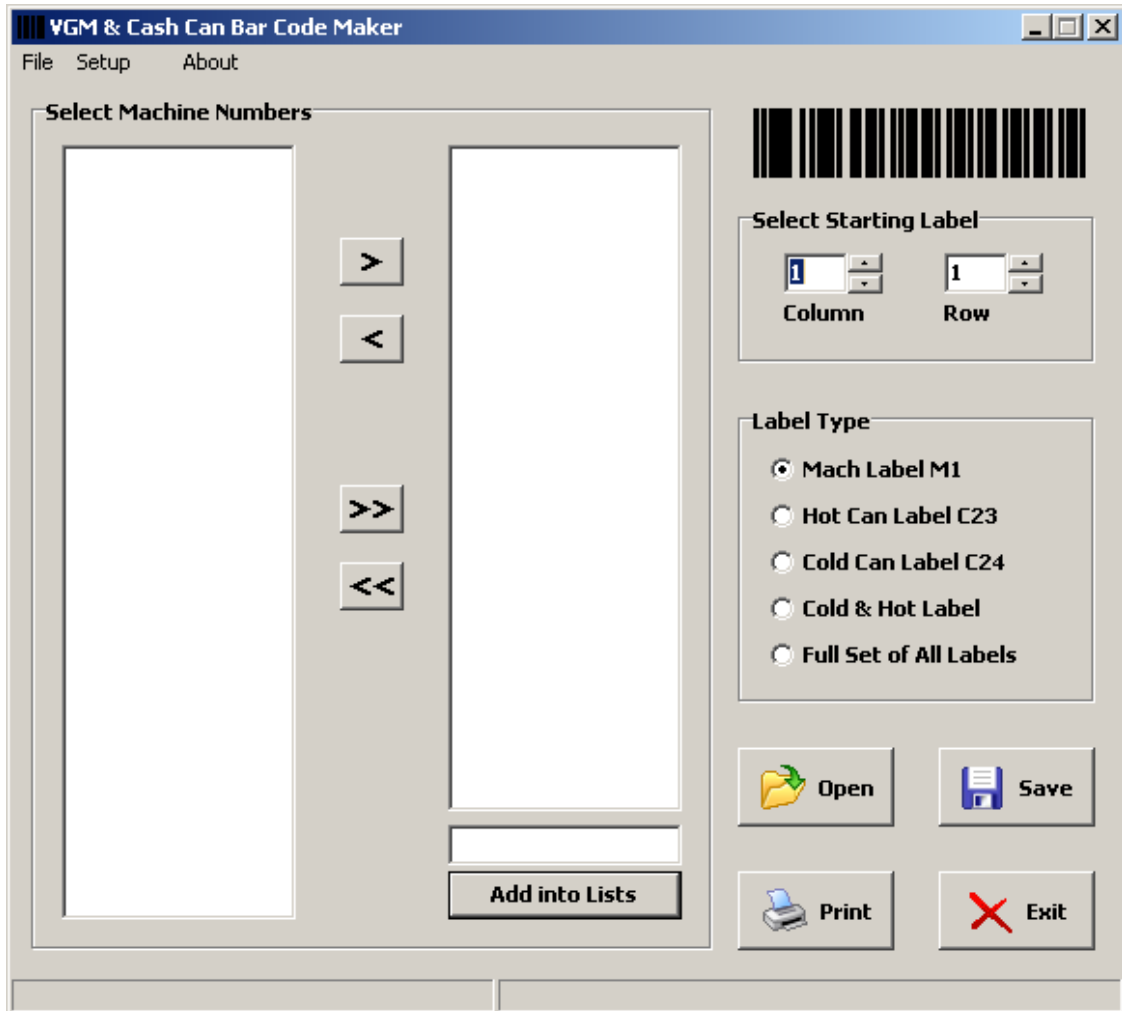 VGM & Cash Can Bar Code Maker
File Setup About
Select Machine Numbers
>
<
>>
<<
Add into Lists
Select Starting Label
1 1
Column Row
Label Type
Mach Label M1
Hot Can Label C23
Cold Can Label C24
Cold & Hot Label
Full Set of All Labels
Open Save
Print Exit